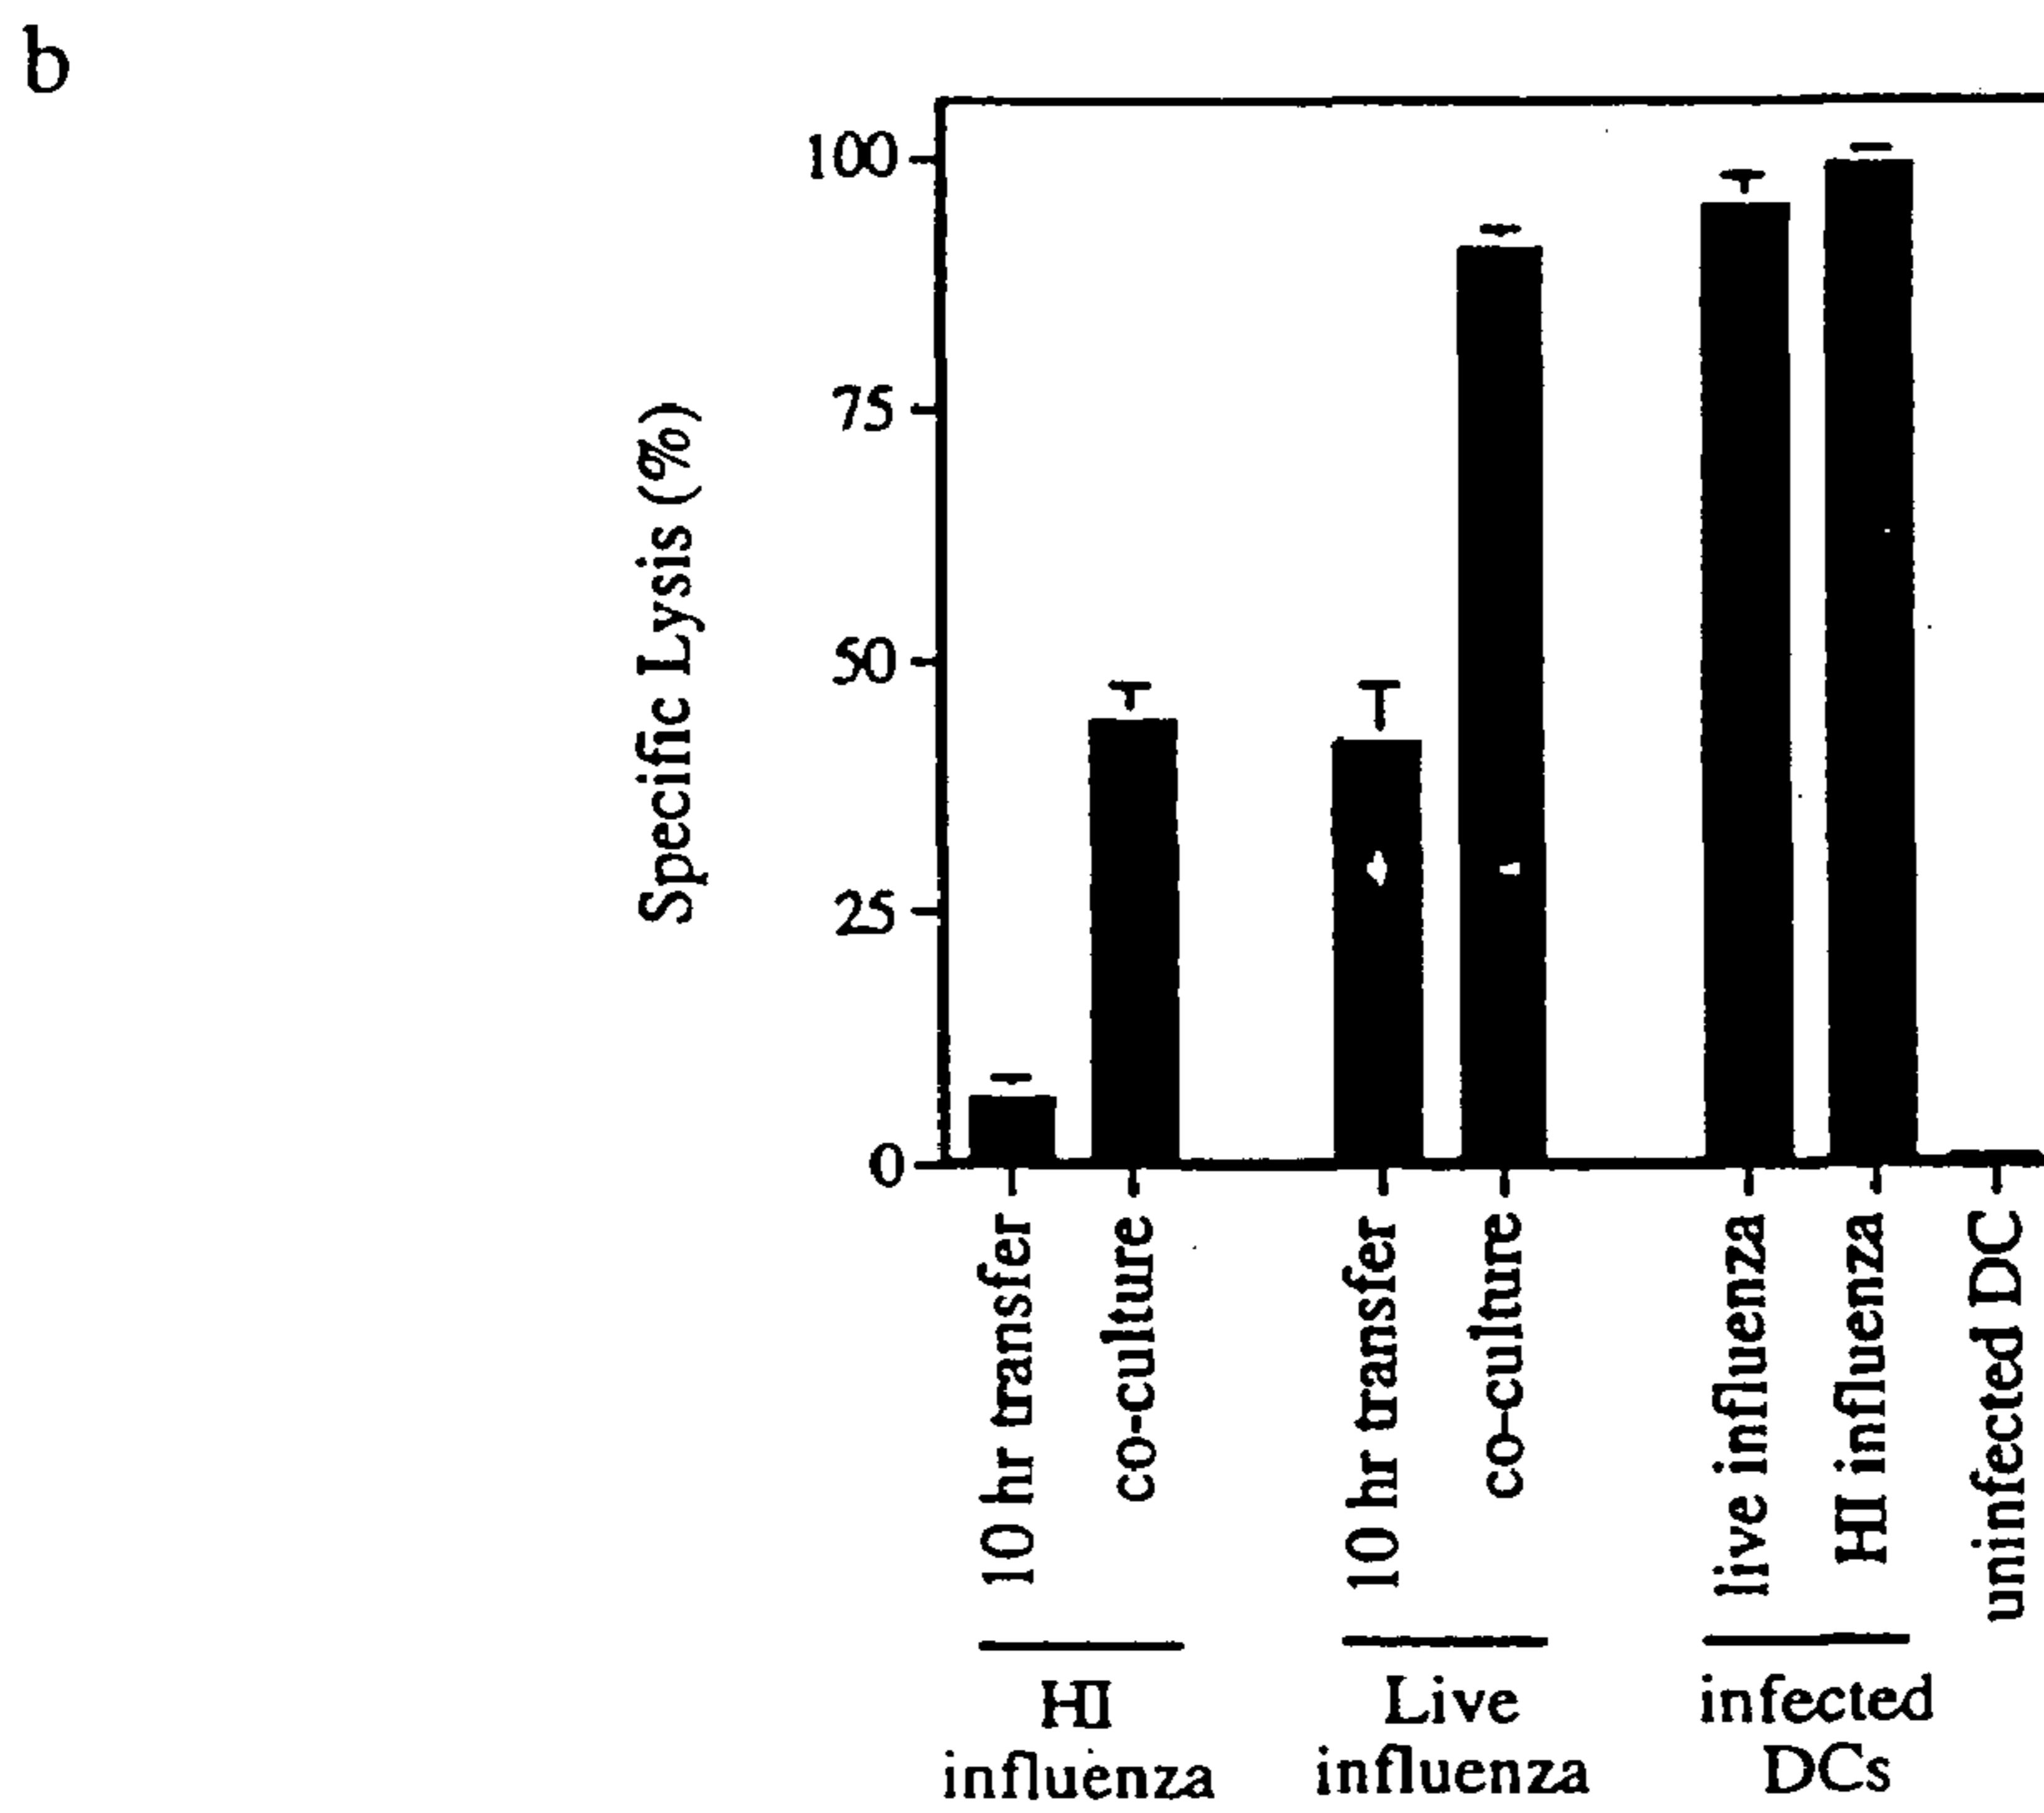 b
Specific Lysis (%)
100
75
50
25
0
10 hr transfer
co-culture
10 hr transfer
co-culture
live influenza
HI influenza
uninfected DC
HI
influenza
Live
influenza
infected
DCs